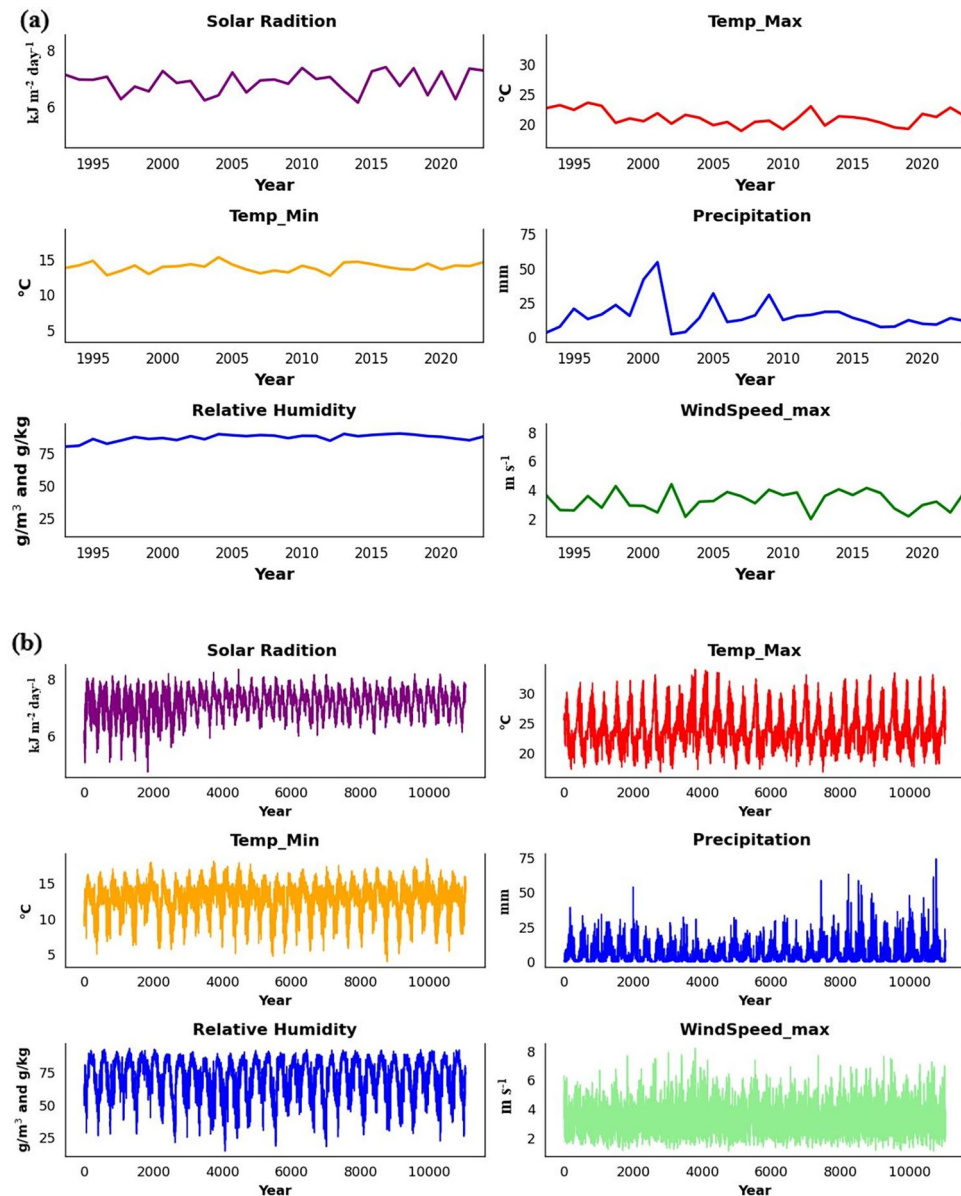 (a)
Solar Radition
Temp_Max
kJ m⁻² day⁻¹
8
6
°C
30
25
20
1995 2000 2005 2010 2015 2020
1995 2000 2005 2010 2015 2020
Year
Year
Temp_Min
Precipitation
°C
15
10
5
mm
75
50
25
0
1995 2000 2005 2010 2015 2020
1995 2000 2005 2010 2015 2020
Year
Year
Relative Humidity
WindSpeed_max
g/m³ and g/kg
75
50
25
m s⁻¹
8
6
4
2
1995 2000 2005 2010 2015 2020
1995 2000 2005 2010 2015 2020
Year
Year
(b)
Solar Radition
Temp_Max
kJ m⁻² day⁻¹
8
6
°C
30
25
20
0 2000 4000 6000 8000 10000
0 2000 4000 6000 8000 10000
Year
Year
Temp_Min
Precipitation
°C
15
10
5
mm
75
50
25
0
0 2000 4000 6000 8000 10000
0 2000 4000 6000 8000 10000
Year
Year
Relative Humidity
WindSpeed_max
g/m³ and g/kg
75
50
25
m s⁻¹
8
6
4
2
0 2000 4000 6000 8000 10000
0 2000 4000 6000 8000 10000
Year
Year